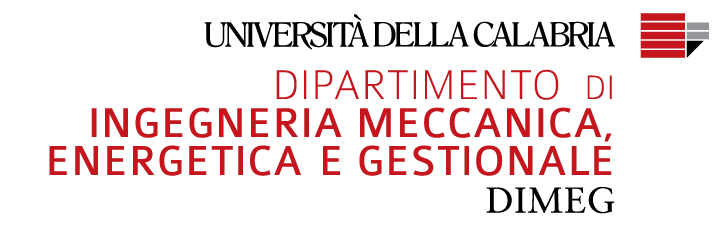 UNIVERSITÀ DELLA CALABRIA
DIPARTIMENTO DI
INGEGNERIA MECCANICA,
ENERGETICA E GESTIONALE
DIMEG